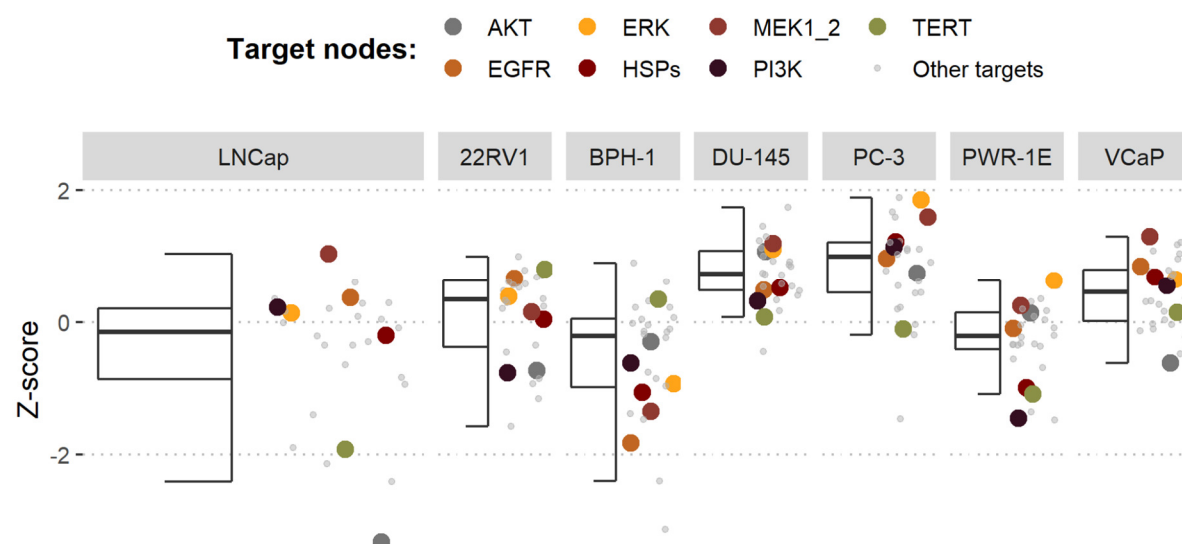 Target nodes:
AKT ERK MEK1_2 TERT
EGFR HSPs PI3K Other targets
LNCap 22RV1 BPH-1 DU-145 PC-3 PWR-1E VCaP
2
0
-2
Z-score